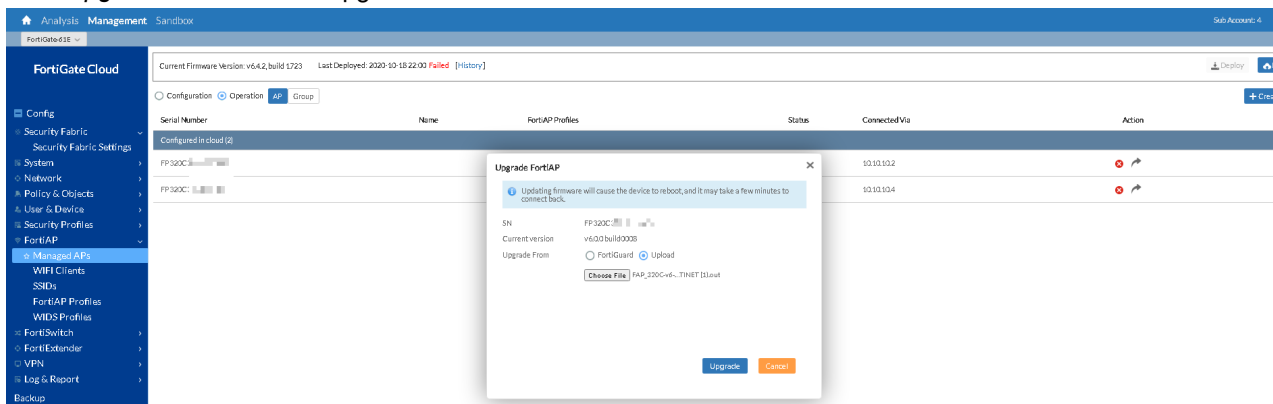 Analysis Management Sandbox
Sub Account: 4
FortiGate-61E
FortiGate Cloud
Current Firmware Version: v6.4.2, build 1723 Last Deployed: 2020-10-18 22:00 Failed [History]
Deploy
Configuration Operation AP Group
Config
Serial Number Name FortiAP Profiles Status Connected Via Action
Security Fabric
Configured in cloud (2)
Security Fabric Settings
System
FP320C 10.10.10.2
Network
Policy & Objects
FP320C 10.10.10.4
User & Device
Security Profiles
FortiAP
Managed APs
WIFI Clients
SSIDs
FortiAP Profiles
WIDS Profiles
FortiSwitch
FortiExtender
VPN
Log & Report
Backup
Upgrade FortiAP
Updating firmware will cause the device to reboot, and it may take a few minutes to
connect back.
SN FP320C
Current version v6.0.0 build0008
Upgrade From FortiGuard Upload
Choose File FAP_320C-v6-...TINET (1).out
Upgrade Cancel